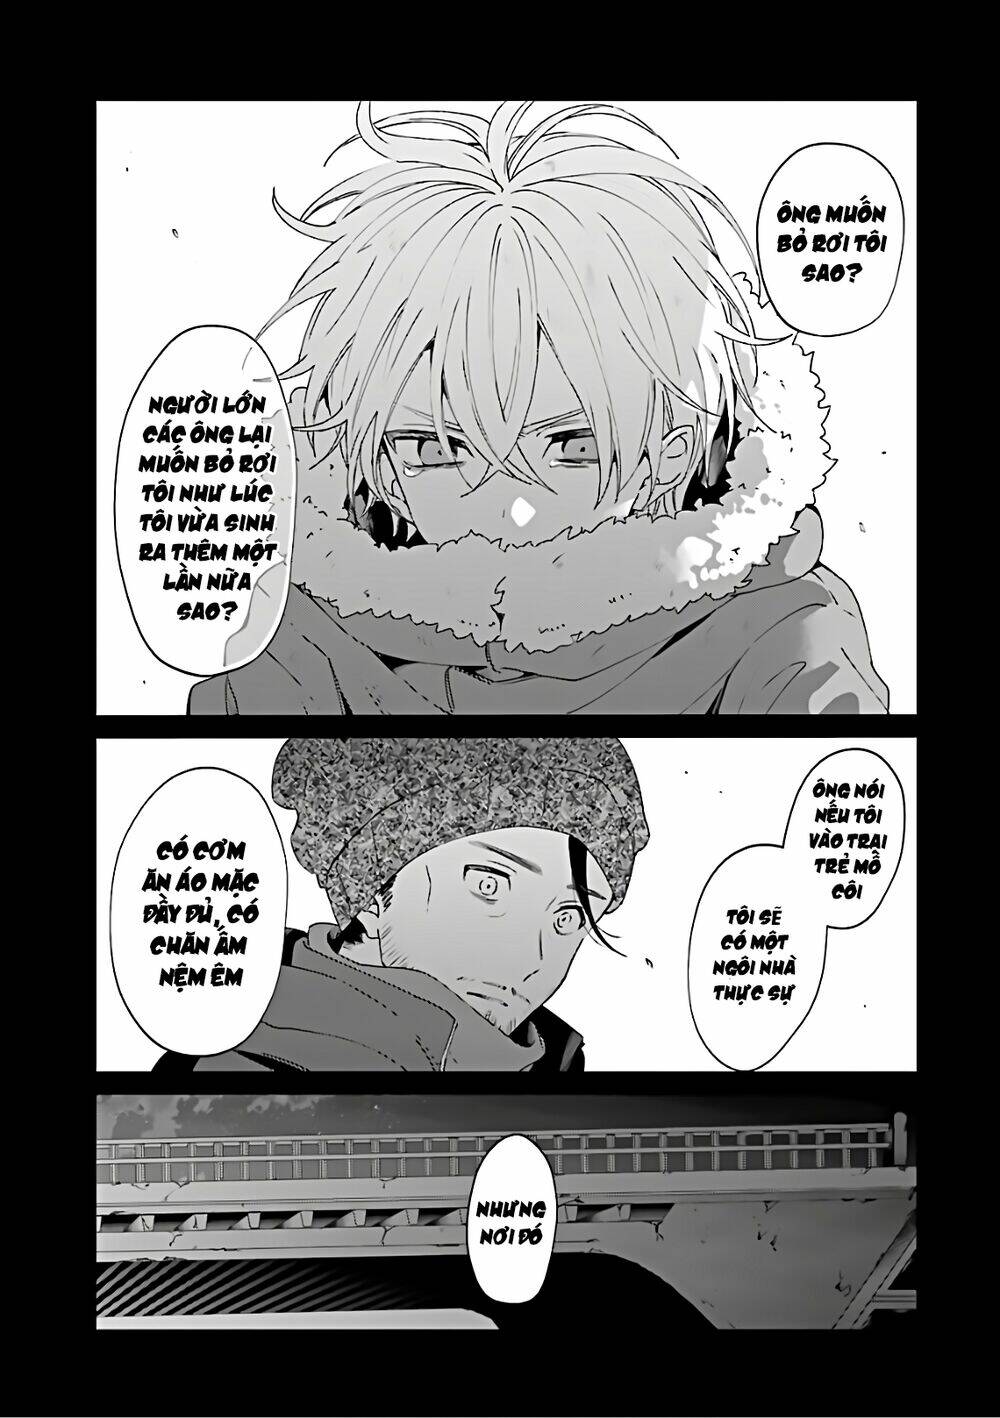 ÔNG MUỐN
BỎ RƠI TÔI
SAO?
NGƯỜI LỚN
CÁC ÔNG LẠI
MUỐN BỎ RƠI
TÔI NHƯ LÚC
TÔI VỪA SINH
RA THÊM MỘT
LẦN NỮA
SAO?
ÔNG NÓI
NẾU TÔI
VÀO TRẠI
TRẺ MỒ
CÔI
TÔI SẼ
CÓ MỘT
NGÔI NHÀ
THỰC SỰ
CÓ CƠM
ĂN ÁO MẶC
ĐẦY ĐỦ, CÓ
CHĂN ẤM
NỆM ÊM
NHƯNG
NƠI ĐÓ